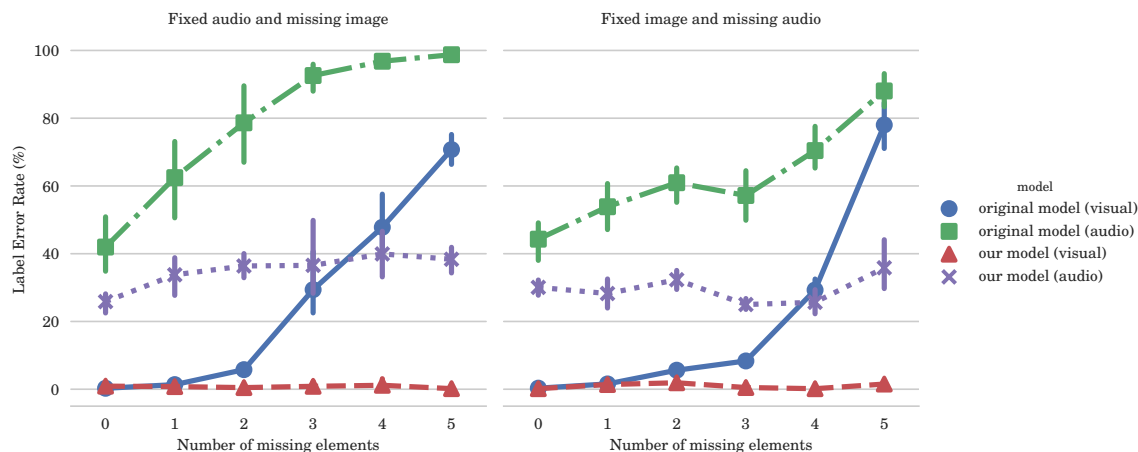 Fixed audio and missing image
Fixed image and missing audio
100
80
60
40
20
0
Label Error Rate (%)
0 1 2 3 4 5
0 1 2 3 4 5
Number of missing elements
Number of missing elements
model
original model (visual)
original model (audio)
our model (visual)
our model (audio)